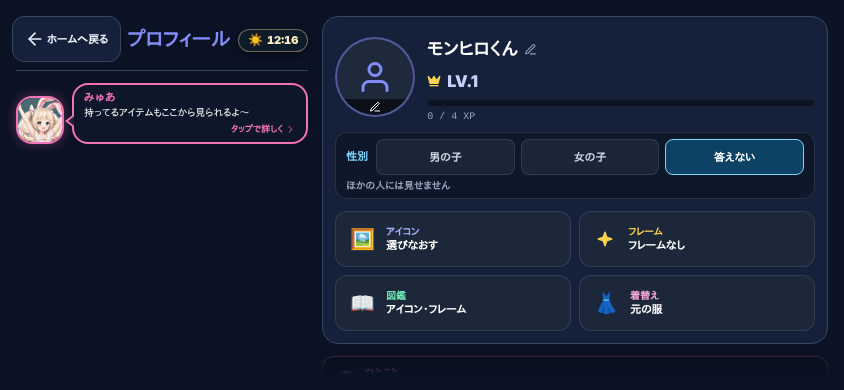 ホームへ戻る
プロフィール
12:16
みゅあ
持ってるアイテムもここから見られるよ〜
タップで詳しく
モンヒロくん
LV.1
0 / 4 XP
性別
男の子
女の子
答えない
ほかの人には見せません
アイコン
選びなおす
フレーム
フレームなし
図鑑
アイコン・フレーム
着替え
元の服